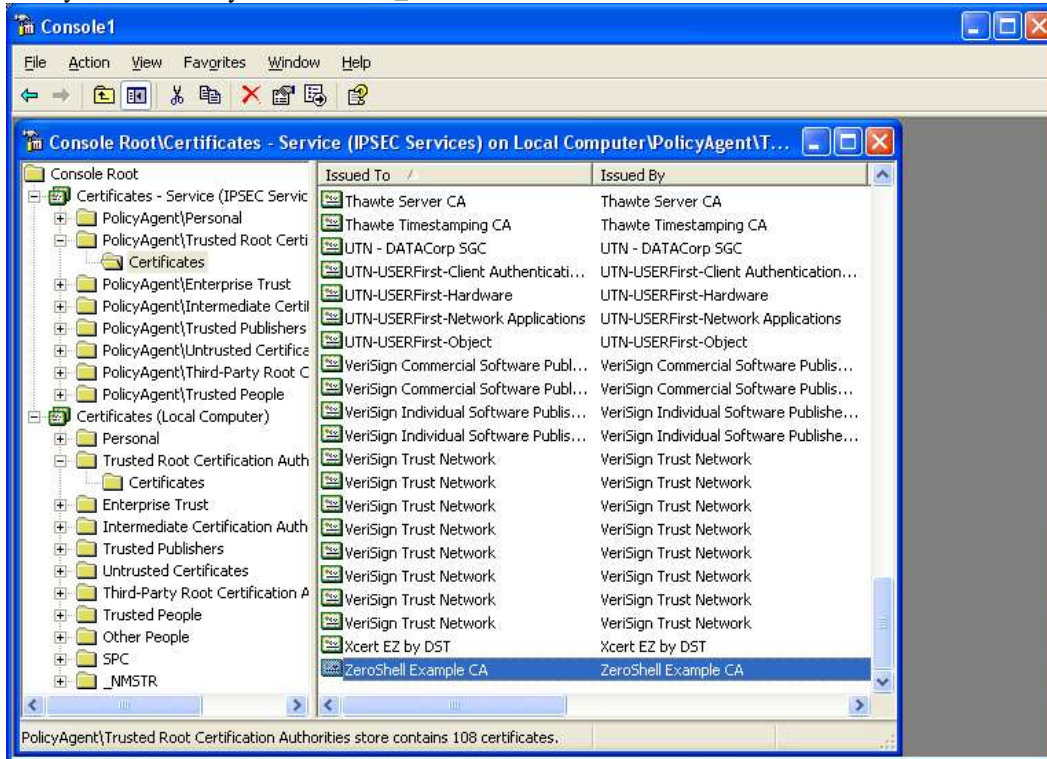 Console1
File Action View Favorites Window Help
Console Root\Certificates - Service (IPSEC Services) on Local Computer\PolicyAgent\T...
Console Root
Certificates - Service (IPSEC Servic
PolicyAgent\Personal
PolicyAgent\Trusted Root Certi
Certificates
PolicyAgent\Enterprise Trust
PolicyAgent\Intermediate Certif
PolicyAgent\Trusted Publishers
PolicyAgent\Untrusted Certifica
PolicyAgent\Third-Party Root C
PolicyAgent\Trusted People
Certificates (Local Computer)
Personal
Trusted Root Certification Auth
Certificates
Enterprise Trust
Intermediate Certification Auth
Trusted Publishers
Untrusted Certificates
Third-Party Root Certification A
Trusted People
Other People
SPC
_NMSTR
Issued To Issued By
Thawte Server CA Thawte Server CA
Thawte Timestamping CA Thawte Timestamping CA
UTN - DATACorp SGC UTN - DATACorp SGC
UTN-USERFirst-Client Authenticati... UTN-USERFirst-Client Authentication...
UTN-USERFirst-Hardware UTN-USERFirst-Hardware
UTN-USERFirst-Network Applications UTN-USERFirst-Network Applications
UTN-USERFirst-Object UTN-USERFirst-Object
VeriSign Commercial Software Publ... VeriSign Commercial Software Publis...
VeriSign Commercial Software Publ... VeriSign Commercial Software Publis...
VeriSign Individual Software Publis... VeriSign Individual Software Publishe...
VeriSign Individual Software Publis... VeriSign Individual Software Publishe...
VeriSign Trust Network VeriSign Trust Network
VeriSign Trust Network VeriSign Trust Network
VeriSign Trust Network VeriSign Trust Network
VeriSign Trust Network VeriSign Trust Network
VeriSign Trust Network VeriSign Trust Network
VeriSign Trust Network VeriSign Trust Network
VeriSign Trust Network VeriSign Trust Network
VeriSign Trust Network VeriSign Trust Network
Xcert EZ by DST Xcert EZ by DST
ZeroShell Example CA ZeroShell Example CA
PolicyAgent\Trusted Root Certification Authorities store contains 108 certificates.